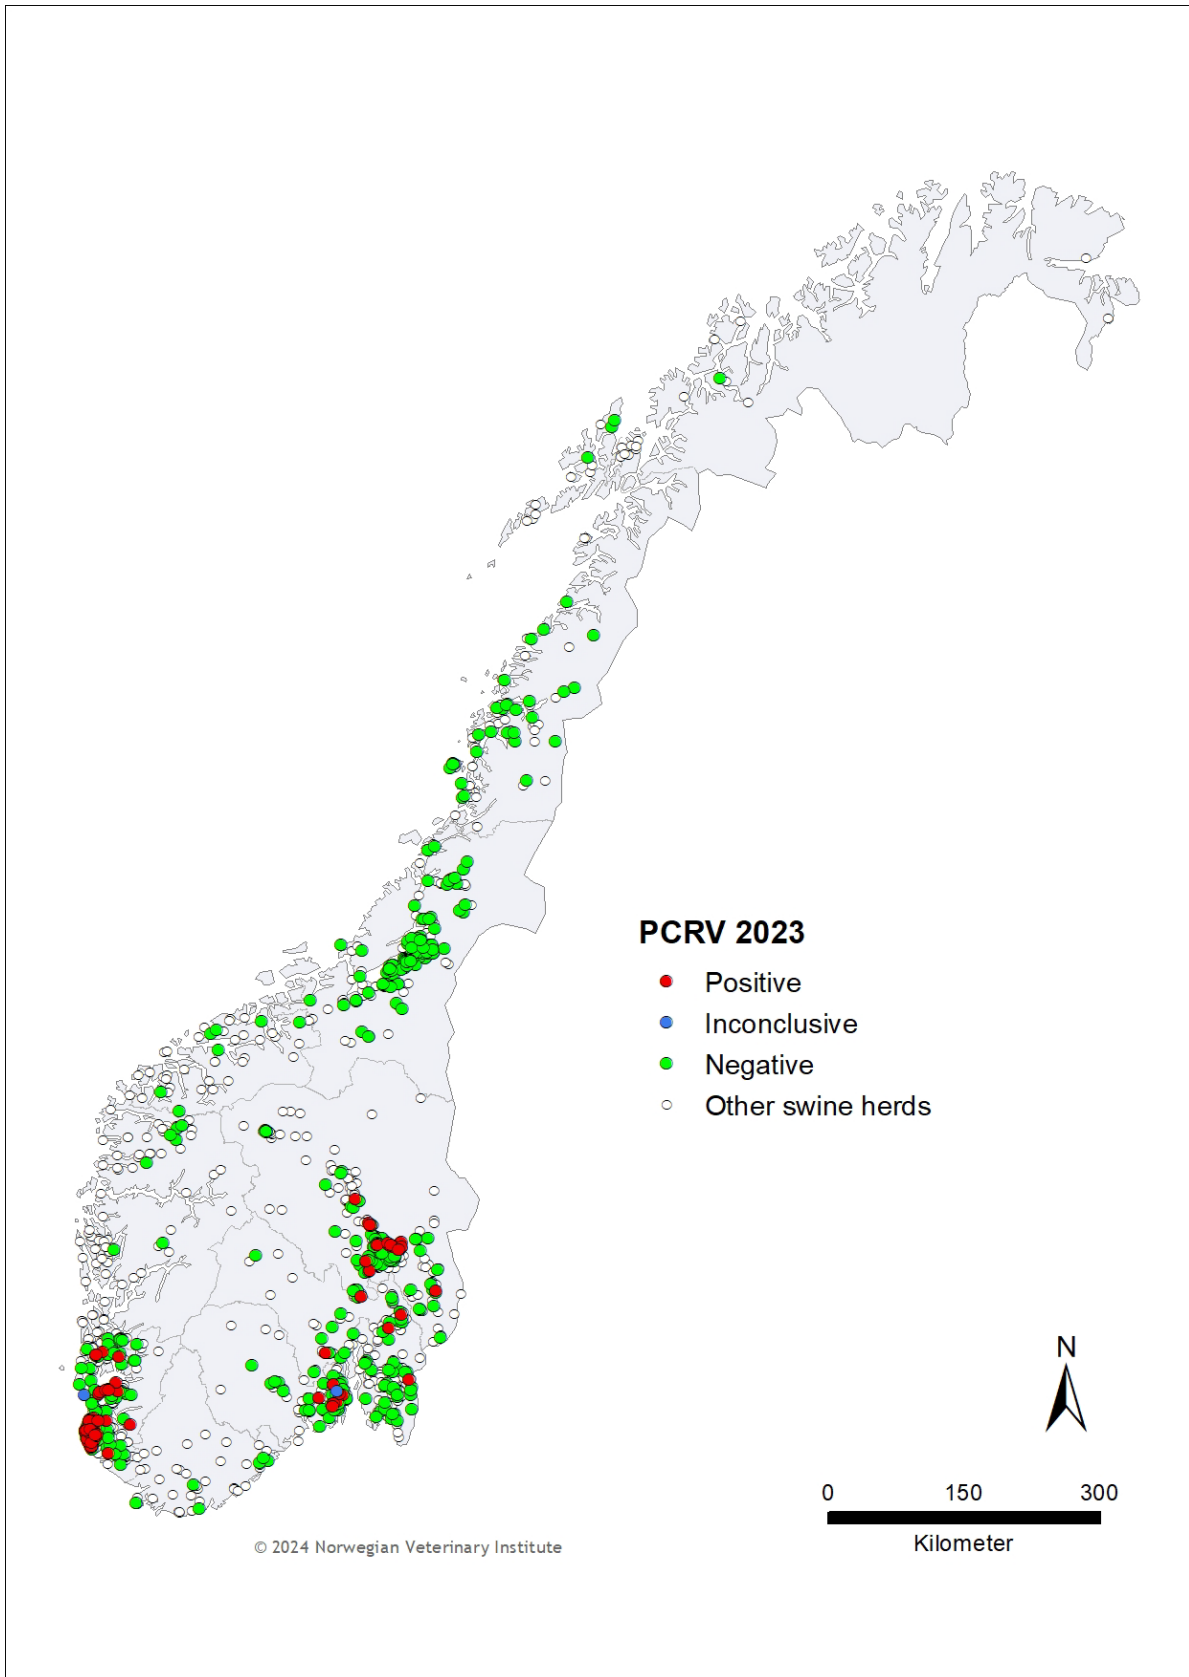 PCRV 2023
Positive
Inconclusive
Negative
Other swine herds
N
0 150 300
Kilometer
© 2024 Norwegian Veterinary Institute